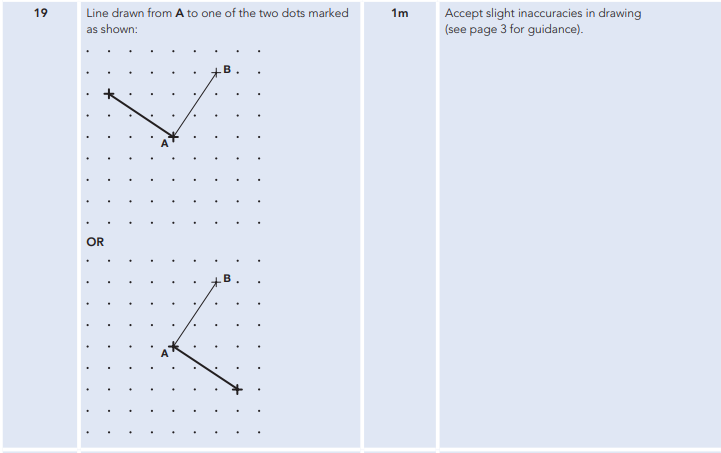 19
Line drawn from A to one of the two dots marked
as shown:
1m
Accept slight inaccuracies in drawing
(see page 3 for guidance).
B
A
OR
B
A